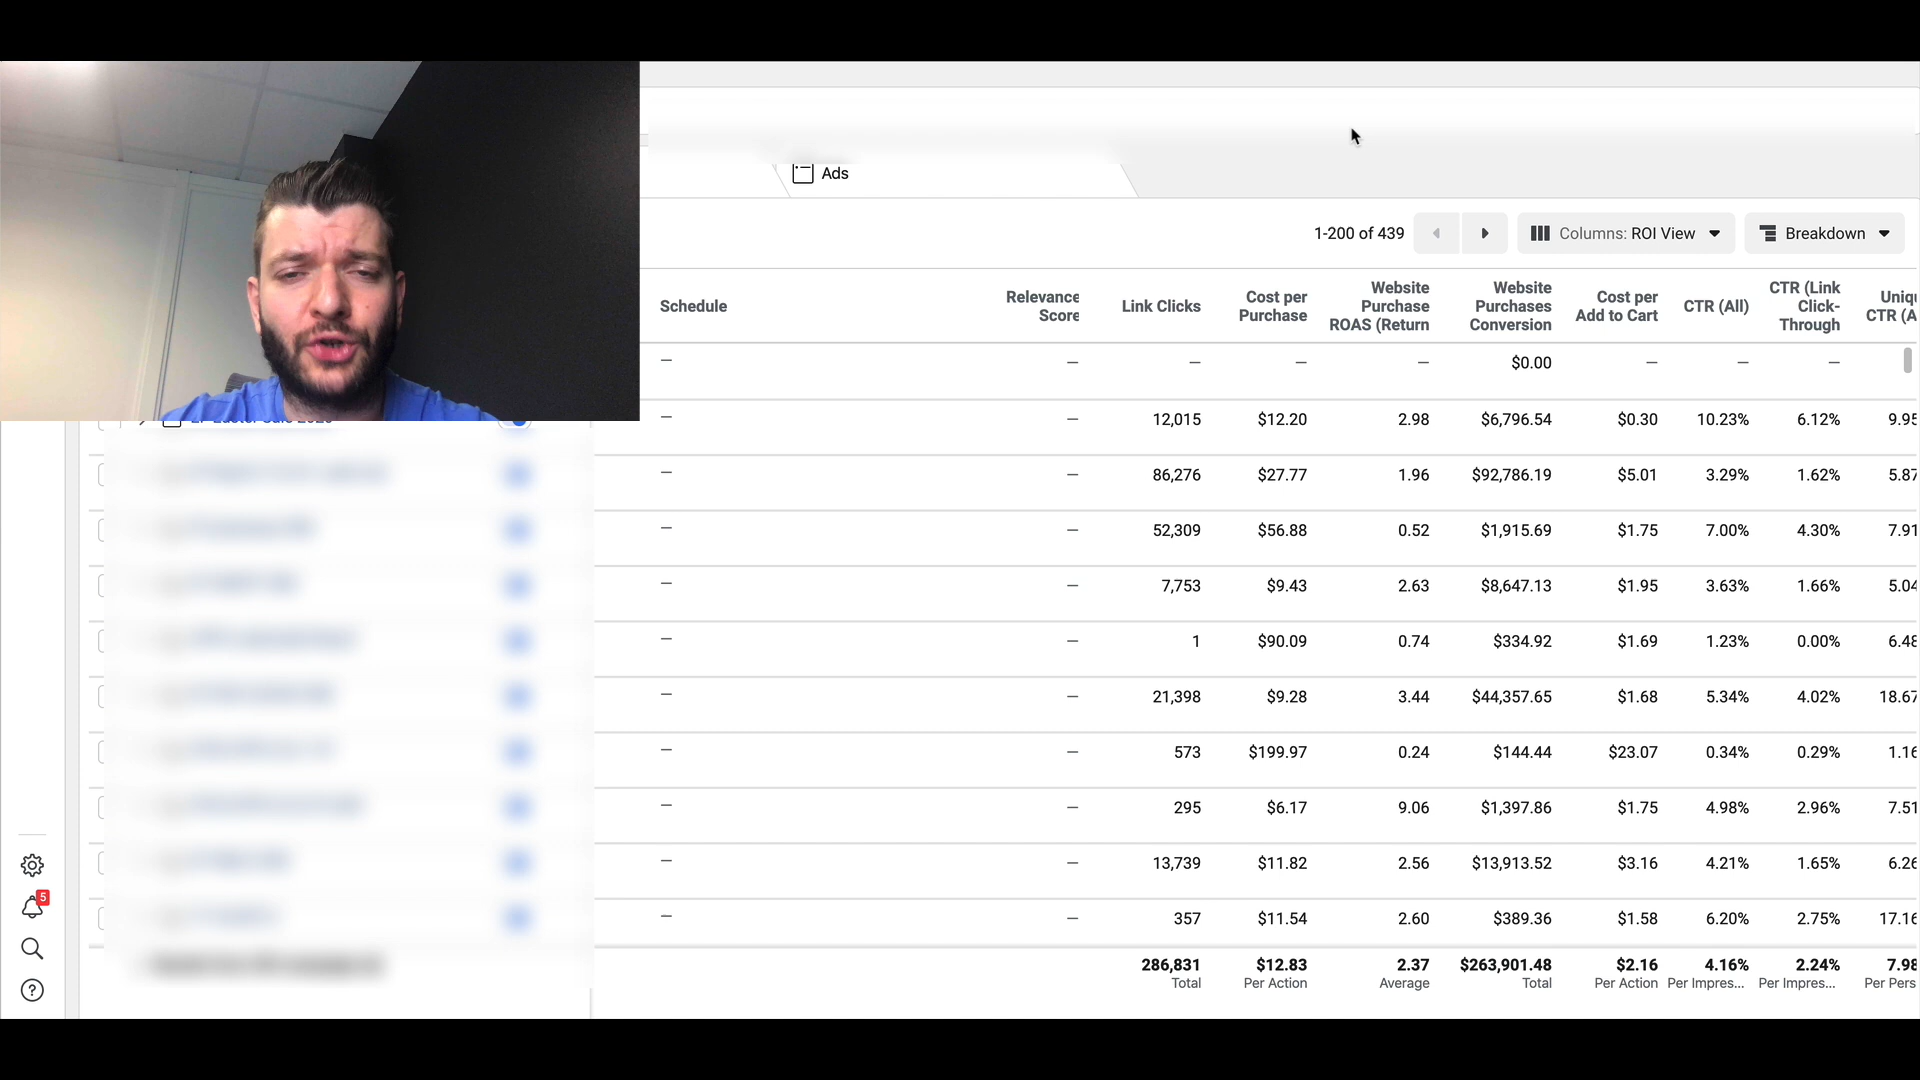 Ads
1-200 of 439
Columns: ROI View
Breakdown
Schedule
Relevance
Score
Link Clicks
Cost per
Purchase
Website
Purchase
ROAS (Return
Website
Purchases
Conversion
Cost per
Add to Cart
CTR (All)
CTR (Link
Click-
Through
CTR (A
— — — — — $0.00 — — —
— — 12,015 $12.20 2.98 $6,796.54 $0.30 10.23% 6.12% 9.95
— — 86,276 $27.77 1.96 $92,786.19 $5.01 3.29% 1.62% 5.87
— — 52,309 $56.88 0.52 $1,915.69 $1.75 7.00% 4.30% 7.91
— — 7,753 $9.43 2.63 $8,647.13 $1.95 3.63% 1.66% 5.04
— — 1 $90.09 0.74 $334.92 $1.69 1.23% 0.00% 6.48
— — 21,398 $9.28 3.44 $44,357.65 $1.68 5.34% 4.02% 18.67
— — 573 $199.97 0.24 $144.44 $23.07 0.34% 0.29% 1.16
— — 295 $6.17 9.06 $1,397.86 $1.75 4.98% 2.96% 7.51
— — 13,739 $11.82 2.56 $13,913.52 $3.16 4.21% 1.65% 6.26
— — 357 $11.54 2.60 $389.36 $1.58 6.20% 2.75% 17.16
5
286,831 $12.83 2.37 $263,901.48 $2.16 4.16% 2.24% 7.98
Total Per Action Average Total Per Action Per Impres... Per Impres... Per Pers